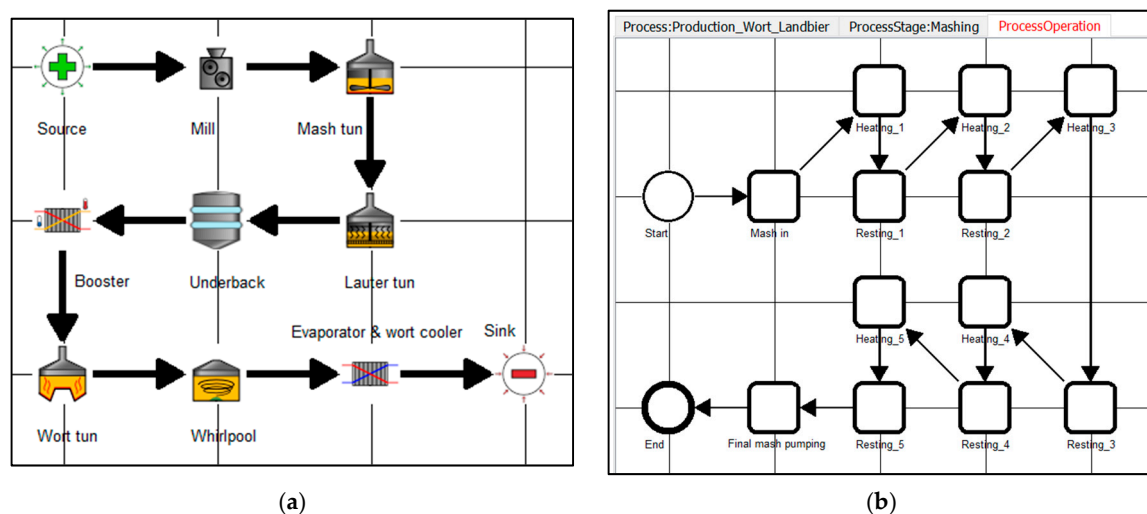 Source
Mill
Mash tun
Booster
Underback
Lauter tun
Evaporator & wort cooler
Sink
Wort tun
Whirlpool
(a)
Process:Production_Wort_Landbier
ProcessStage:Mashing
ProcessOperation
Heating_1
Heating_2
Heating_3
Start
Mash in
Resting_1
Resting_2
Heating_5
Heating_4
End
Final mash pumping
Resting_5
Resting_4
Resting_3
(b)